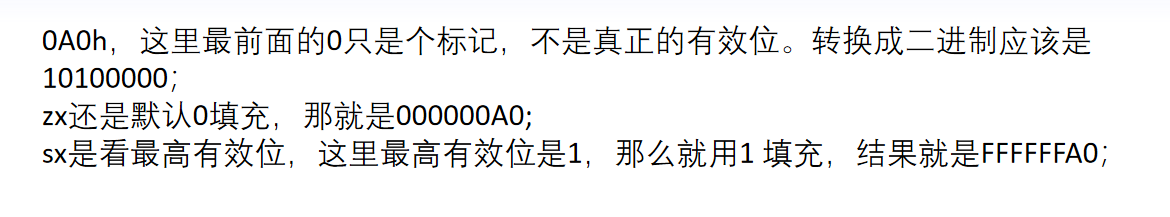 0A0h，这里最前面的0只是个标记，不是真正的有效位。转换成二进制应该是
10100000；
zx还是默认0填充，那就是000000A0;
sx是看最高有效位，这里最高有效位是1，那么就用1 填充，结果就是FFFFFFA0；